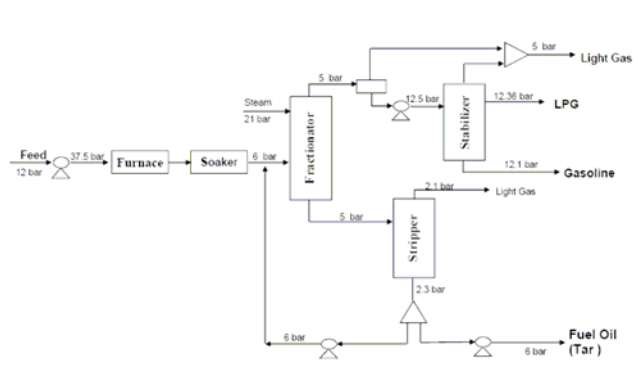 5 bar
Light Gas
5 bar
Steam
21 bar
12.5 bar
12.36 bar
LPG
Fractionator
Stabilizer
Feed
12 bar
37.5 bar
Furnace
Soaker
6 bar
12.1 bar
Gasoline
2.1 bar
Light Gas
5 bar
Stripper
2.3 bar
6 bar
6 bar
Fuel Oil
(Tar )